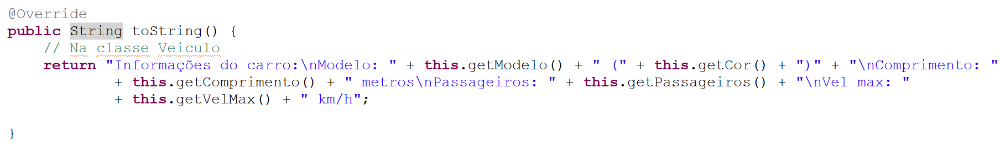 @Override
public String toString() {
    // Na classe Veiculo
    return "Informações do carro:\nModelo: " + this.getModelo() + " (" + this.getCor() + ")" + "\nComprimento: "
            + this.getComprimento() + " metros\nPassageiros: " + this.getPassageiros() + "\nVel max: "
            + this.getVelMax() + " km/h";
}